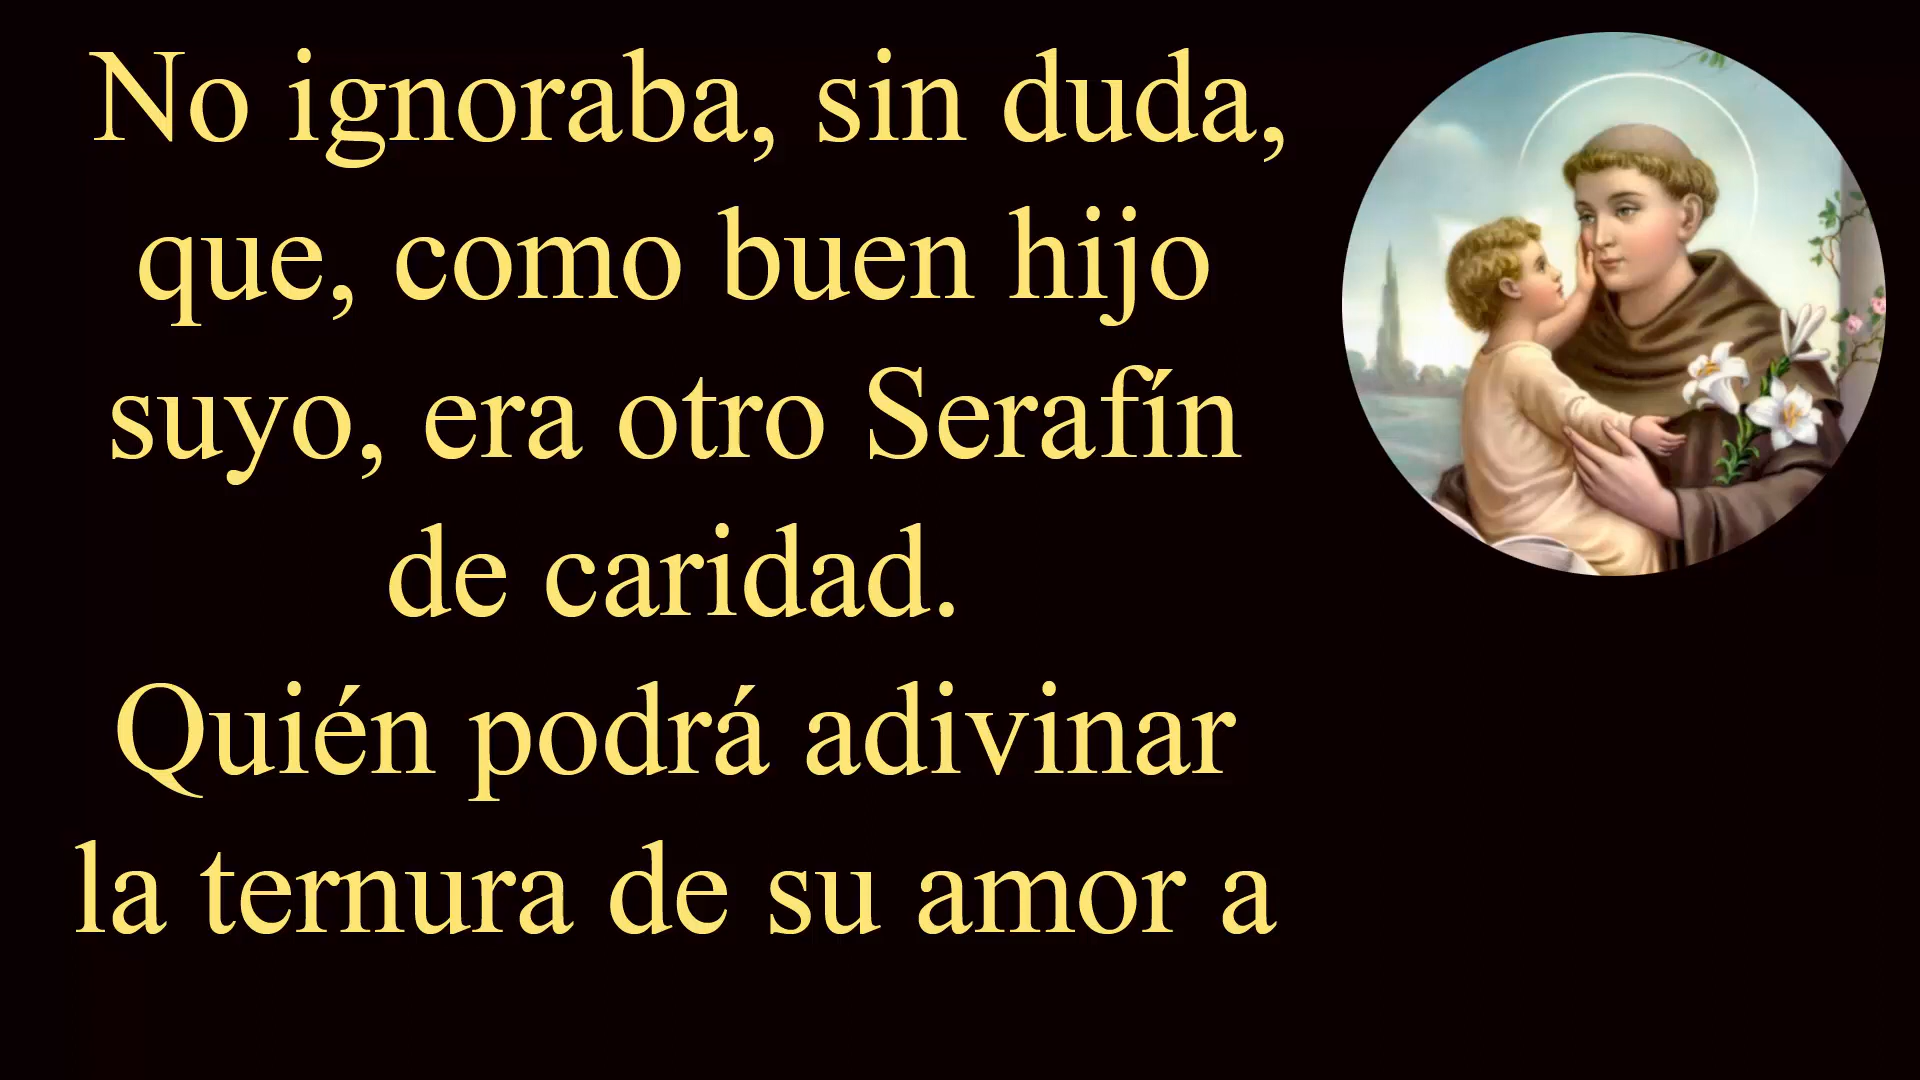 No ignoraba, sin duda,
que, como buen hijo
suyo, era otro Serafín
de caridad.
Quién podrá adivinar
la ternura de su amor a